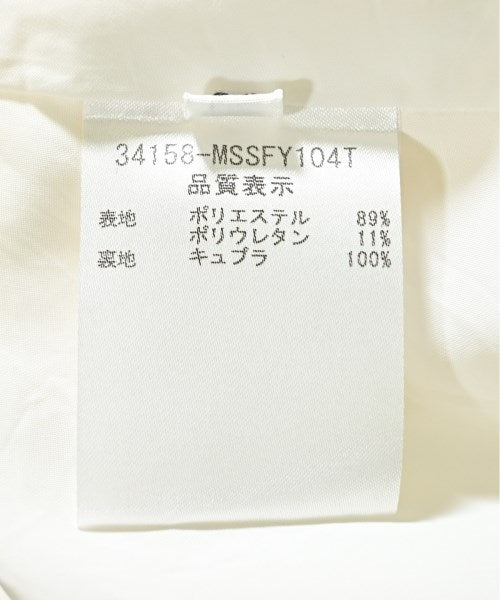 34158-MSSFY104T
品質表示
表地 ポリエステル 89%
ポリウレタン 11%
裏地 キュプラ 100%